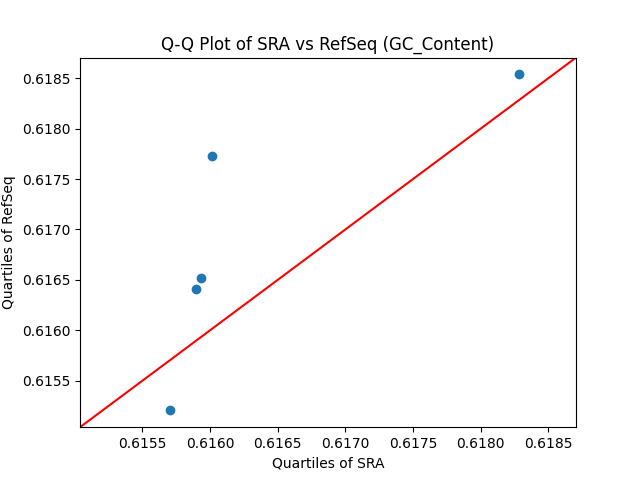 Q-Q Plot of SRA vs RefSeq (GC_Content)
Quartiles of RefSeq
0.6185
0.6180
0.6175
0.6170
0.6165
0.6160
0.6155
0.6155 0.6160 0.6165 0.6170 0.6175 0.6180 0.6185
Quartiles of SRA